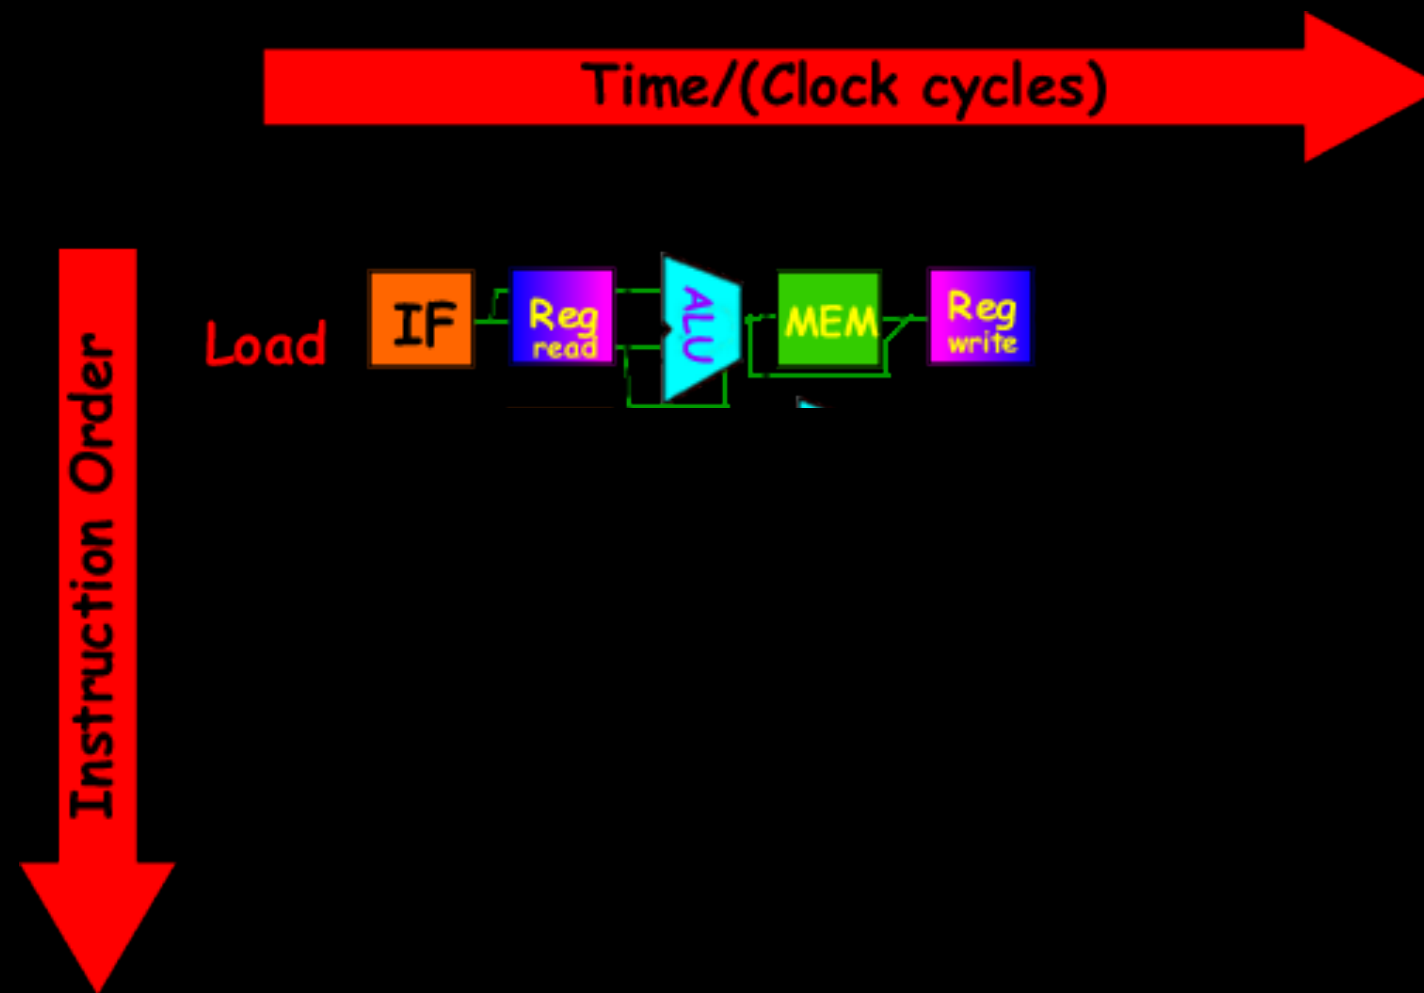 Time/(Clock cycles)
Instruction Order
Load
IF
Reg
read
ALU
MEM
Reg
write